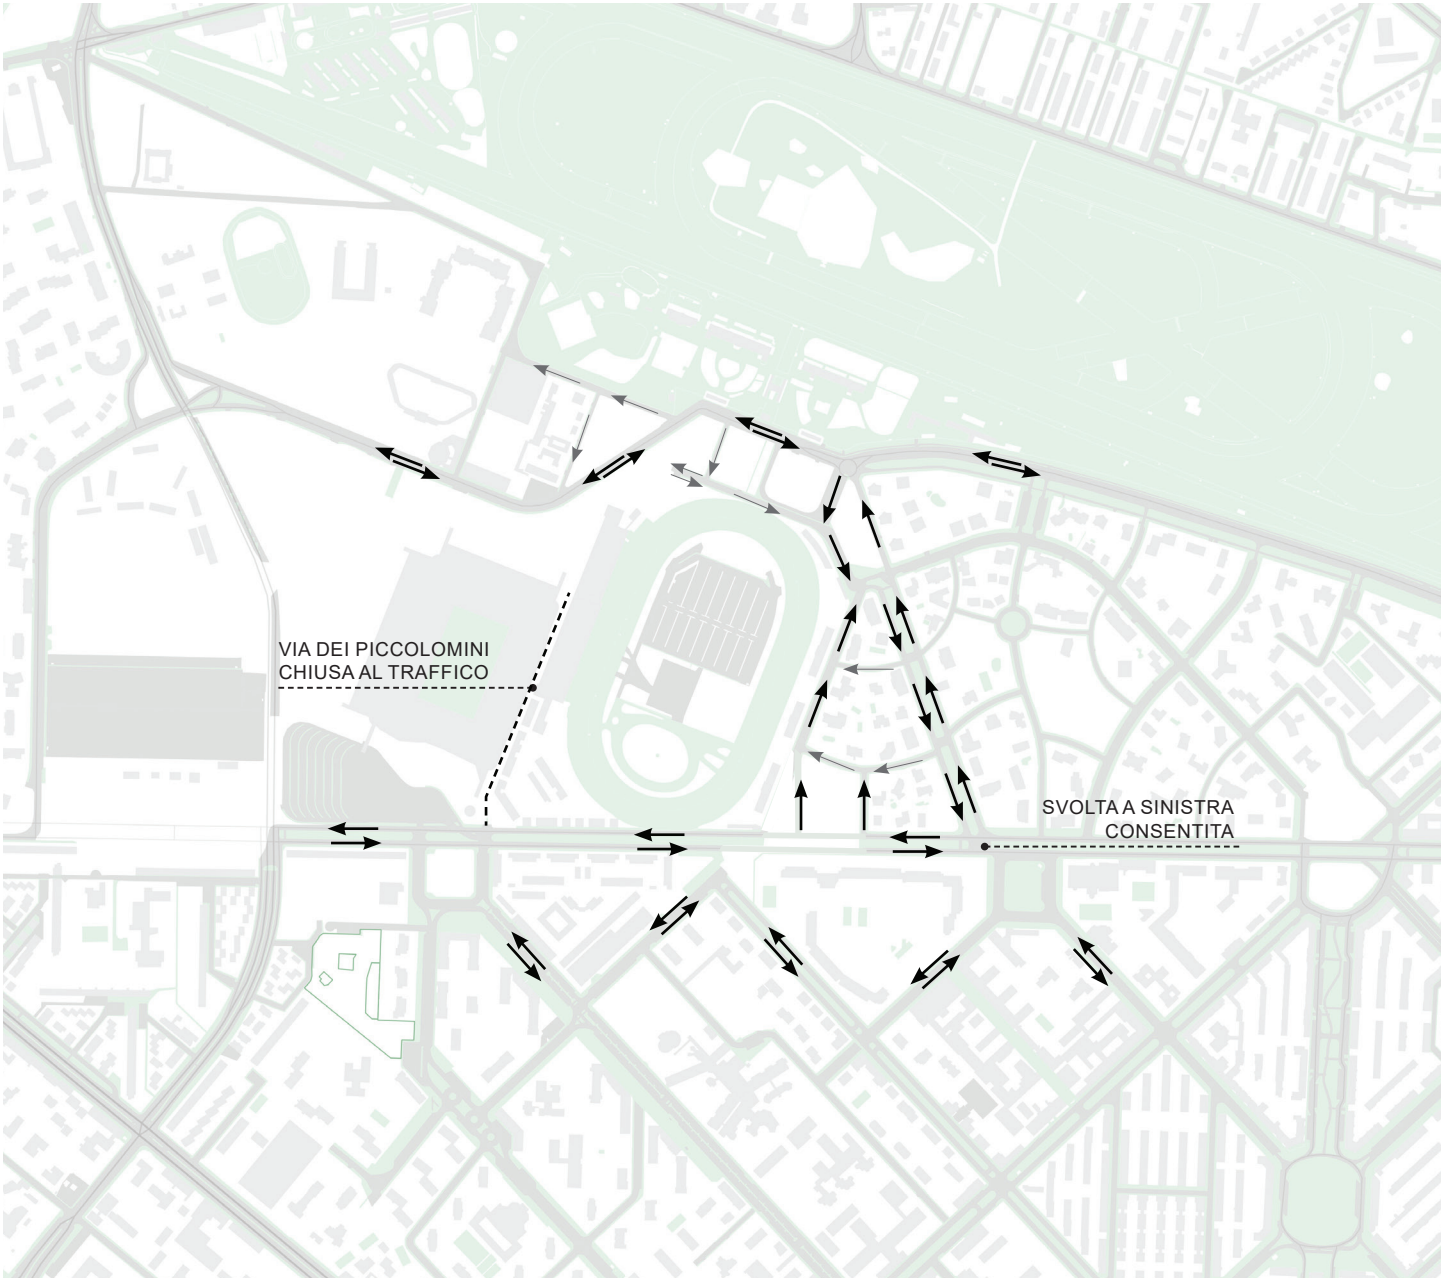 VIA DEI PICCOLOMINI
CHIUSA AL TRAFFICO
SVOLTA A SINISTRA
CONSENTITA